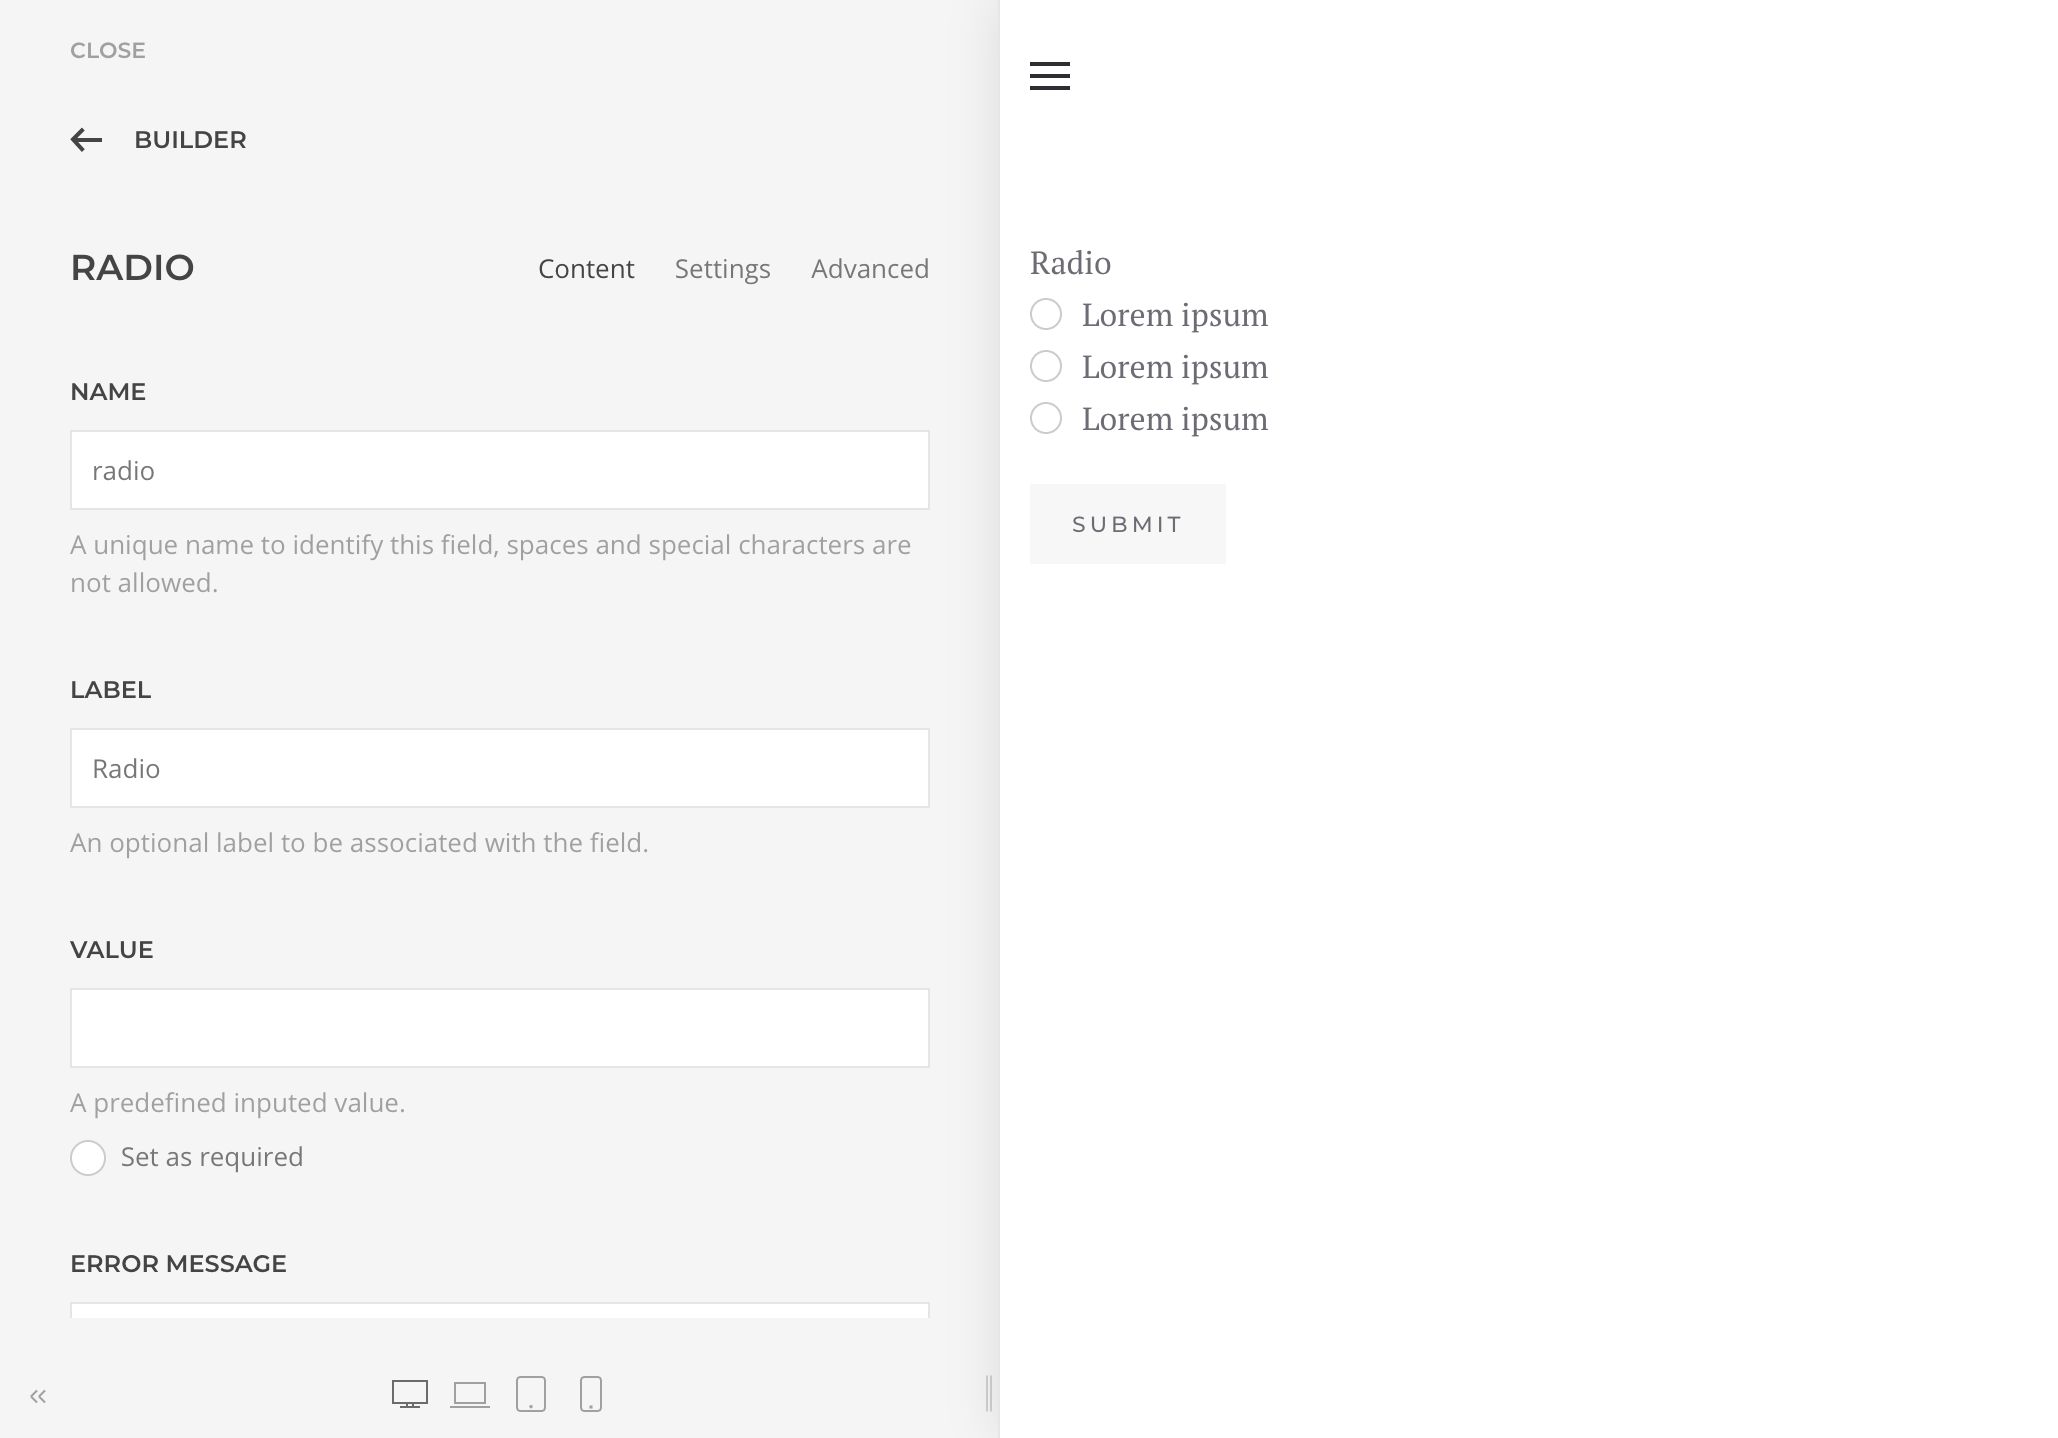 CLOSE
BUILDER
RADIO
Content Settings Advanced
NAME
radio
A unique name to identify this field, spaces and special characters are
not allowed.
LABEL
Radio
An optional label to be associated with the field.
VALUE
A predefined inputed value.
Set as required
ERROR MESSAGE
Radio
Lorem ipsum
Lorem ipsum
Lorem ipsum
SUBMIT